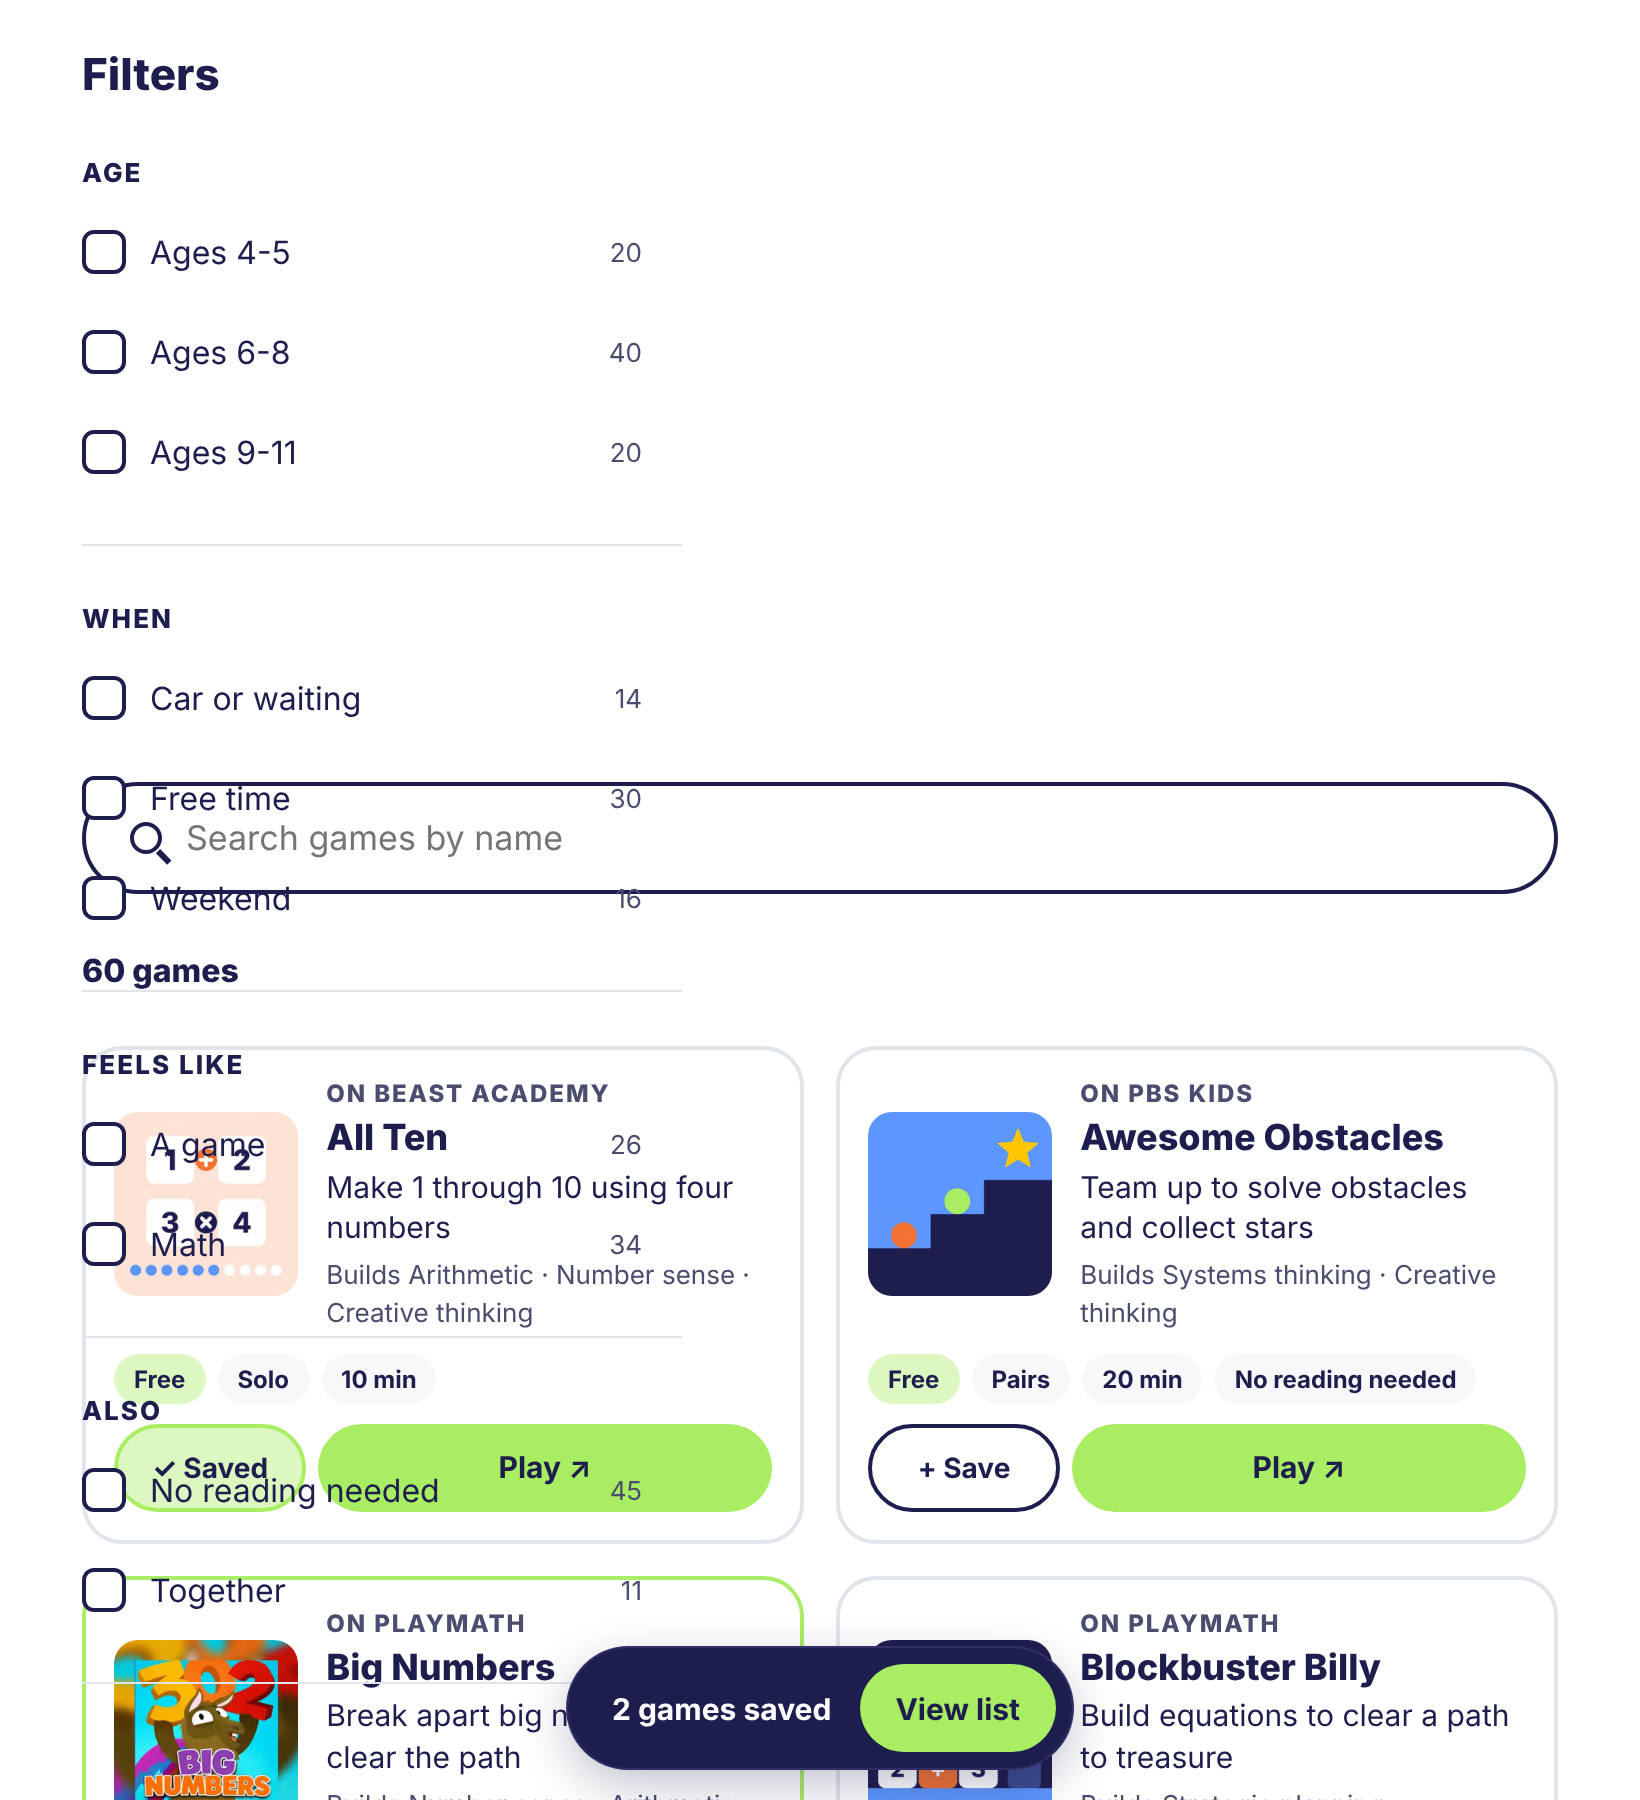 Filters
AGE
Ages 4-5 20
Ages 6-8 40
Ages 9-11 20
WHEN
Car or waiting 14
Free time 30
Search games by name
Weekend 16
60 games
FEELS LIKE
A game 26
Math 34
ALSO
No reading needed 45
Together 11
ON BEAST ACADEMY
All Ten
Make 1 through 10 using four
numbers
Builds Arithmetic · Number sense ·
Creative thinking
1 + 2
3 × 4
Free Solo 10 min
✓ Saved Play ↗
ON PBS KIDS
Awesome Obstacles
Team up to solve obstacles
and collect stars
Builds Systems thinking · Creative
thinking
Free Pairs 20 min No reading needed
+ Save Play ↗
ON PLAYMATH
Big Numbers
Break apart big
clear the path
302
BIG
NUMBERS
ON PLAYMATH
Blockbuster Billy
Build equations to clear a path
to treasure
2 games saved View list